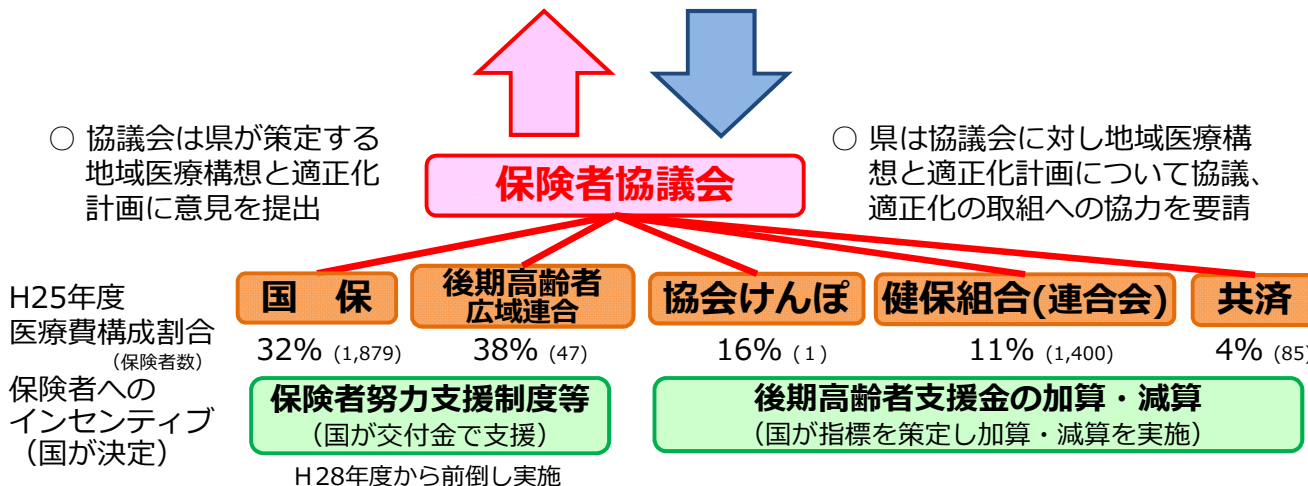 ○ 協議会は県が策定する
地域医療構想と適正化
計画に意見を提出
保険者協議会
○ 県は協議会に対し地域医療構
想と適正化計画について協議、
適正化の取組への協力を要請
H25年度
医療費構成割合
(保険者数)
国　保
後期高齢者
広域連合
協会けんぽ
健保組合(連合会)
共済
32% (1,879)
38% (47)
16% ( 1 )
11% (1,400)
4% (85)
保険者への
インセンティブ
（国が決定）
保険者努力支援制度等
（国が交付金で支援）
後期高齢者支援金の加算・減算
（国が指標を策定し加算・減算を実施）
Ｈ28年度から前倒し実施